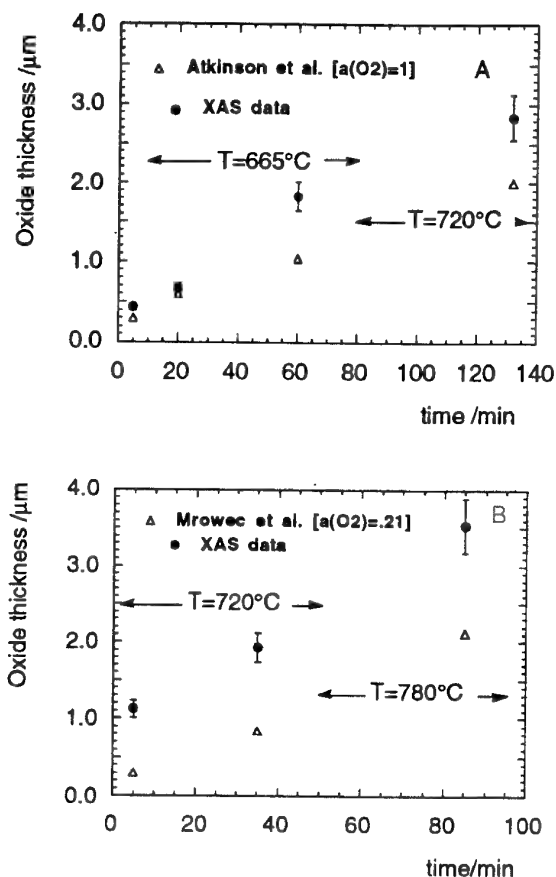 4.0
Atkinson et al. [a(O2)=1]
A
XAS data
3.0
T=665°C
2.0
T=720°C
1.0
0.0
0 20 40 60 80 100 120 140
time /min
Oxide thickness /μm
4.0
Mrowec et al. [a(O2)=.21]
B
XAS data
3.0
T=720°C
2.0
T=780°C
1.0
0.0
0 20 40 60 80 100
time/min
Oxide thickness /μm